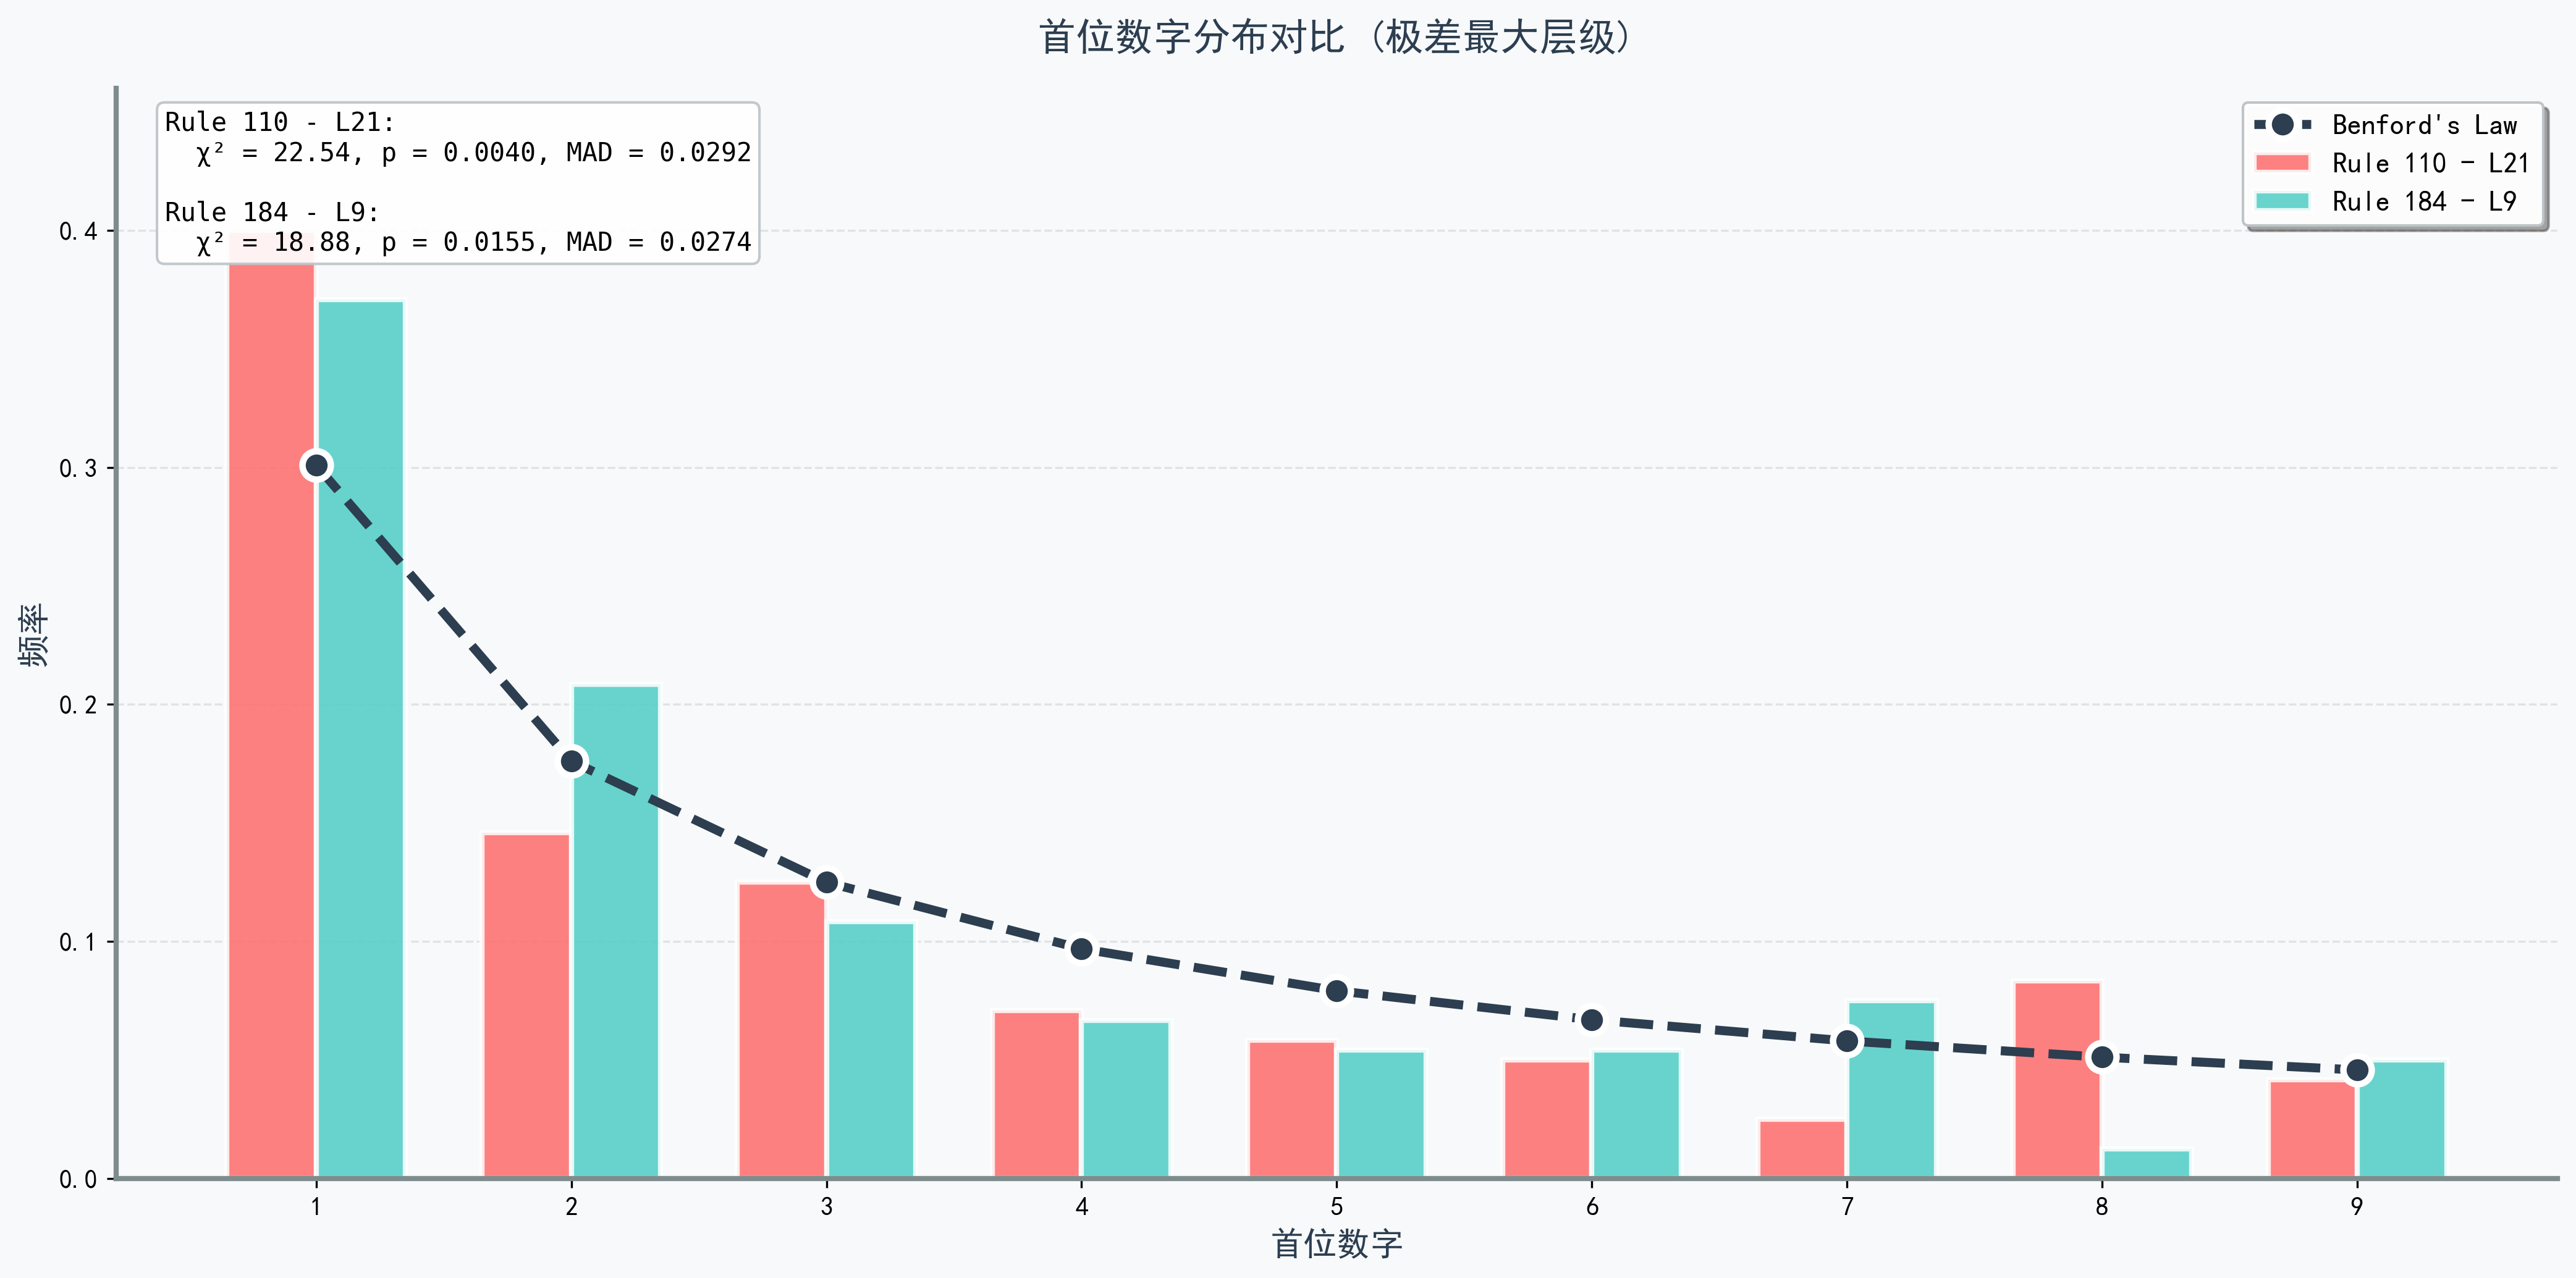 首位数字分布对比 (极差最大层级)
Rule 110 - L21:
χ² = 22.54, p = 0.0040, MAD = 0.0292
Rule 184 - L9:
χ² = 18.88, p = 0.0155, MAD = 0.0274
Benford's Law
Rule 110 - L21
Rule 184 - L9
频率
0.4
0.3
0.2
0.1
0.0
1 2 3 4 5 6 7 8 9
首位数字